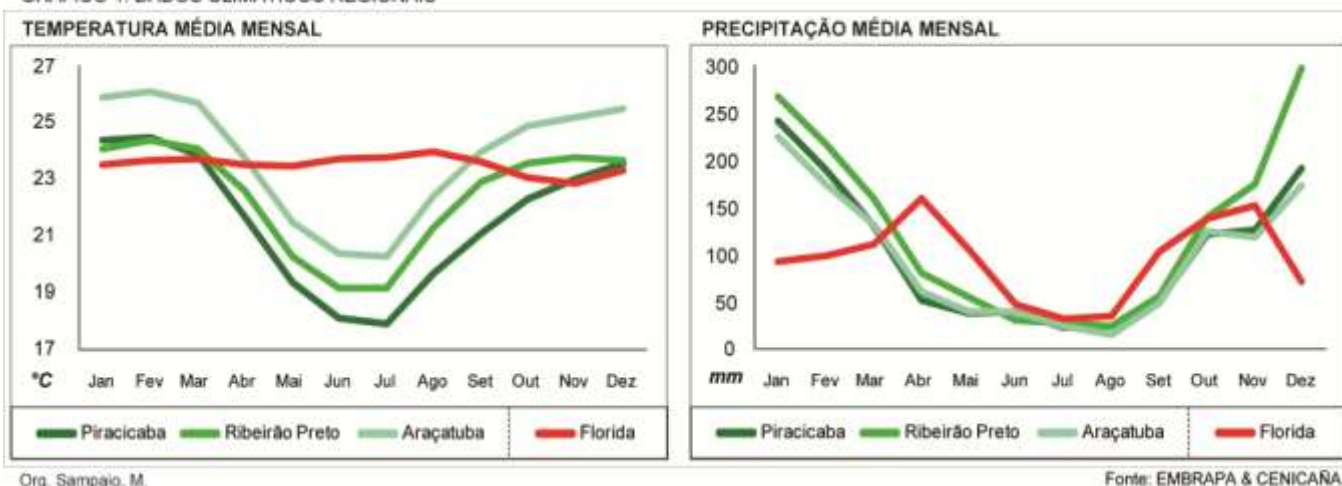 TEMPERATURA MÉDIA MENSAL
27
25
23
21
19
17
°C Jan Fev Mar Abr Mai Jun Jul Ago Set Out Nov Dez
Piracicaba Ribeirão Preto Araçatuba Florida
PRECIPITAÇÃO MÉDIA MENSAL
300
250
200
150
100
50
0
mm Jan Fev Mar Abr Mai Jun Jul Ago Set Out Nov Dez
Piracicaba Ribeirão Preto Araçatuba Florida
Org. Sampaio, M.
Fonte: EMBRAPA & CENICAÑA